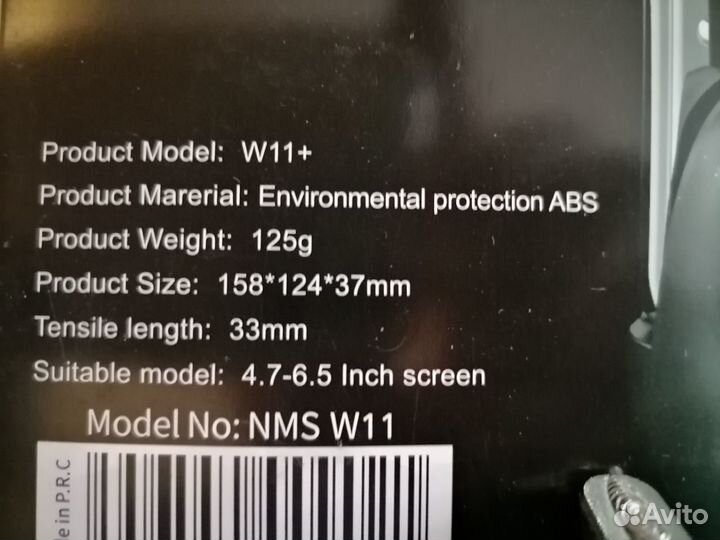 Product Model: W11+
Product Marerial: Environmental protection ABS
Product Weight: 125g
Product Size: 158*124*37mm
Tensile length: 33mm
Suitable model: 4.7-6.5 Inch screen
Model No: NMS W11
de in P.R.C
Avito